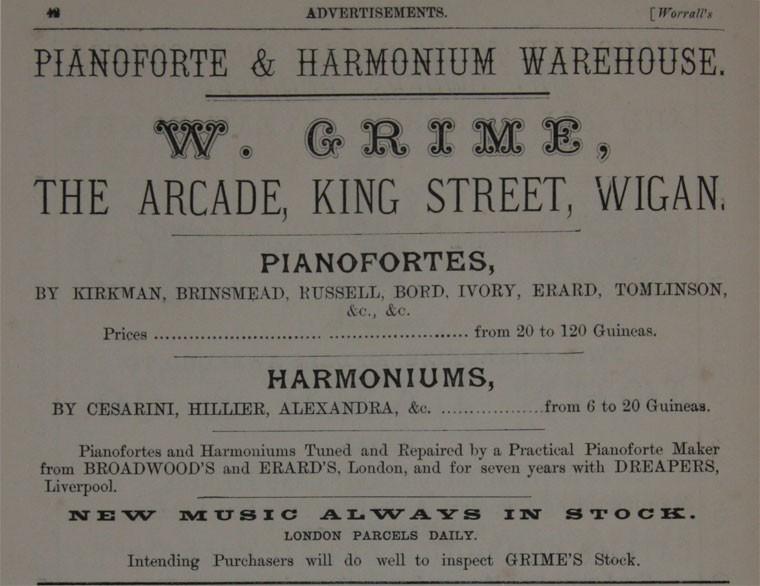 ADVERTISEMENTS. [Worrall's
PIANOFORTE & HARMONIUM WAREHOUSE.
W. GRIME,
THE ARCADE, KING STREET, WIGAN.
PIANOFORTES,
BY KIRKMAN, BRINSMEAD, RUSSELL, BORD, IVORY, ERARD, TOMLINSON,
&c., &c.
Prices ........................................................... from 20 to 120 Guineas.
HARMONIUMS,
BY CESARINI, HILLIER, ALEXANDRA, &c. ..................from 6 to 20 Guineas.
Pianofortes and Harmoniums Tuned and Repaired by a Practical Pianoforte Maker
from BROADWOOD'S and ERARD'S, London, and for seven years with DREAPERS,
Liverpool.
NEW MUSIC ALWAYS IN STOCK.
LONDON PARCELS DAILY.
Intending Purchasers will do well to inspect GRIME'S Stock.